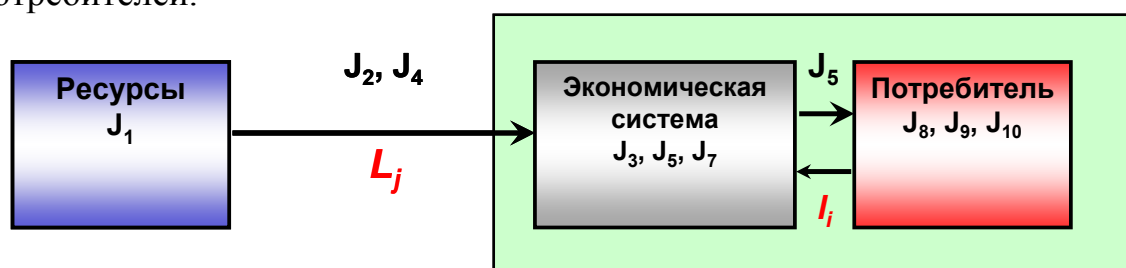 J₂, J₄
J₅
Ресурсы
J₁
Экономическая
система
J₃, J₅, J₇
Потребитель
J₈, J₉, J₁₀
Lⱼ
Iᵢ